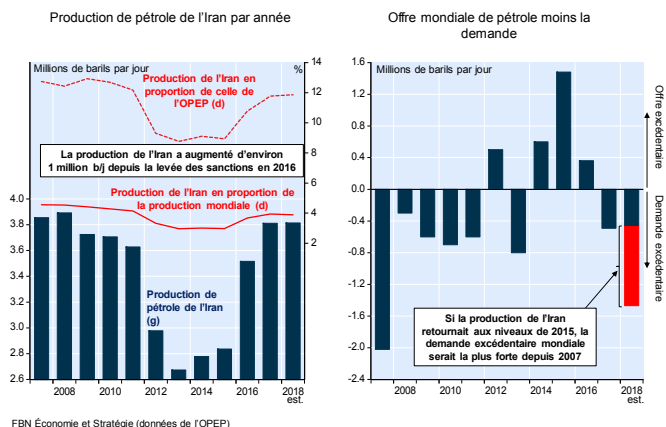 Production de pétrole de l'Iran par année
Millions de barils par jour
%
14
12
10
8
6
4
2
Production de l'Iran en
proportion de celle de
l'OPEP (d)
La production de l'Iran a augmenté d'environ
1 million b/j depuis la levée des sanctions en 2016
Production de l'Iran en proportion de
la production mondiale (d)
4.0
3.8
3.6
3.4
3.2
3.0
2.8
2.6
Production de
pétrole de l'Iran
(g)
2008
2010
2012
2014
2016
2018
est.
Offre mondiale de pétrole moins la
demande
Millions de barils par jour
1.6
1.2
0.8
0.4
0.0
-0.4
-0.8
-1.2
-1.6
-2.0
-2.4
Offre excédentaire
Demande excédentaire
Si la production de l'Iran
retournait aux niveaux de 2015, la
demande excédentaire mondiale
serait la plus forte depuis 2007
2008
2010
2012
2014
2016
2018
est.
FBN Économie et Stratégie (données de l'OPEP)